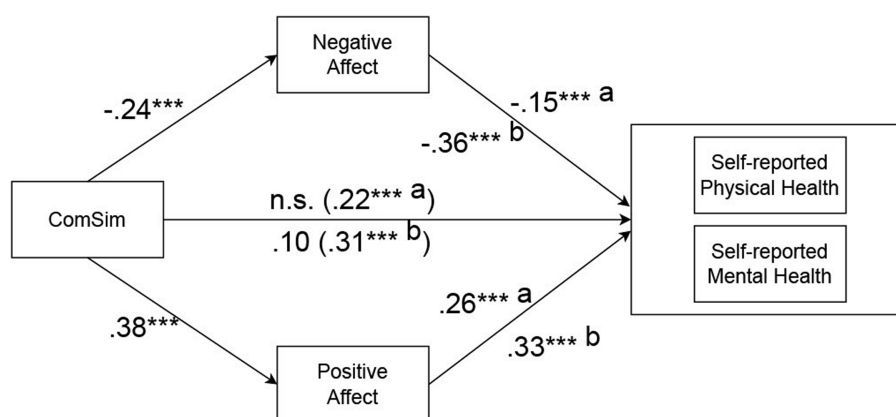 Negative
Affect
-.24***
-.15*** a
-.36*** b
ComSim
n.s. (.22*** a)
.10 (.31*** b)
Self-reported
Physical Health
Self-reported
Mental Health
.38***
.26*** a
.33*** b
Positive
Affect